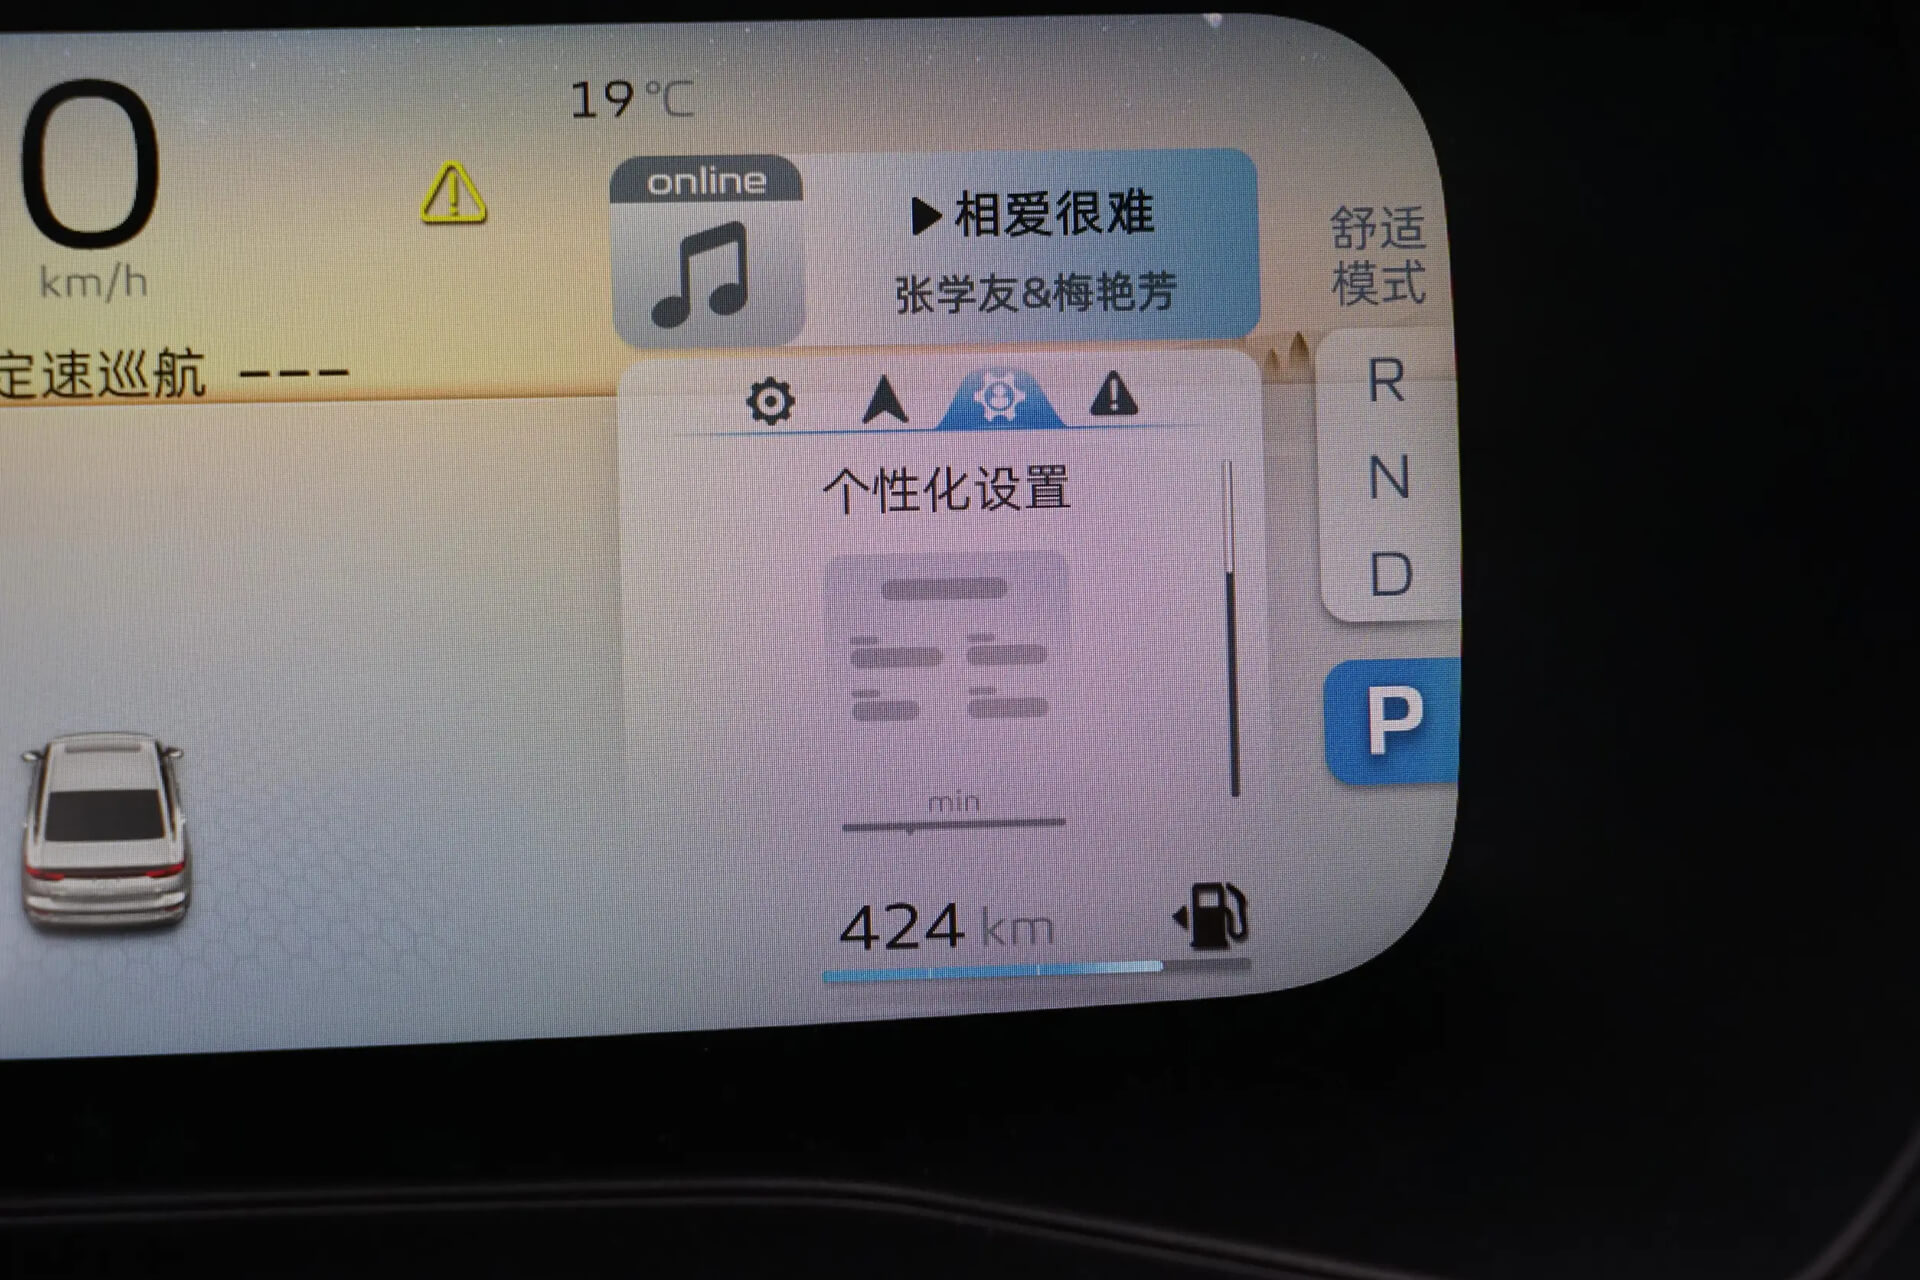 0
km/h
19 °C
定速巡航 ---
online
相爱很难
张学友&梅艳芳
舒适
模式
R
N
D
P
个性化设置
min
424 km